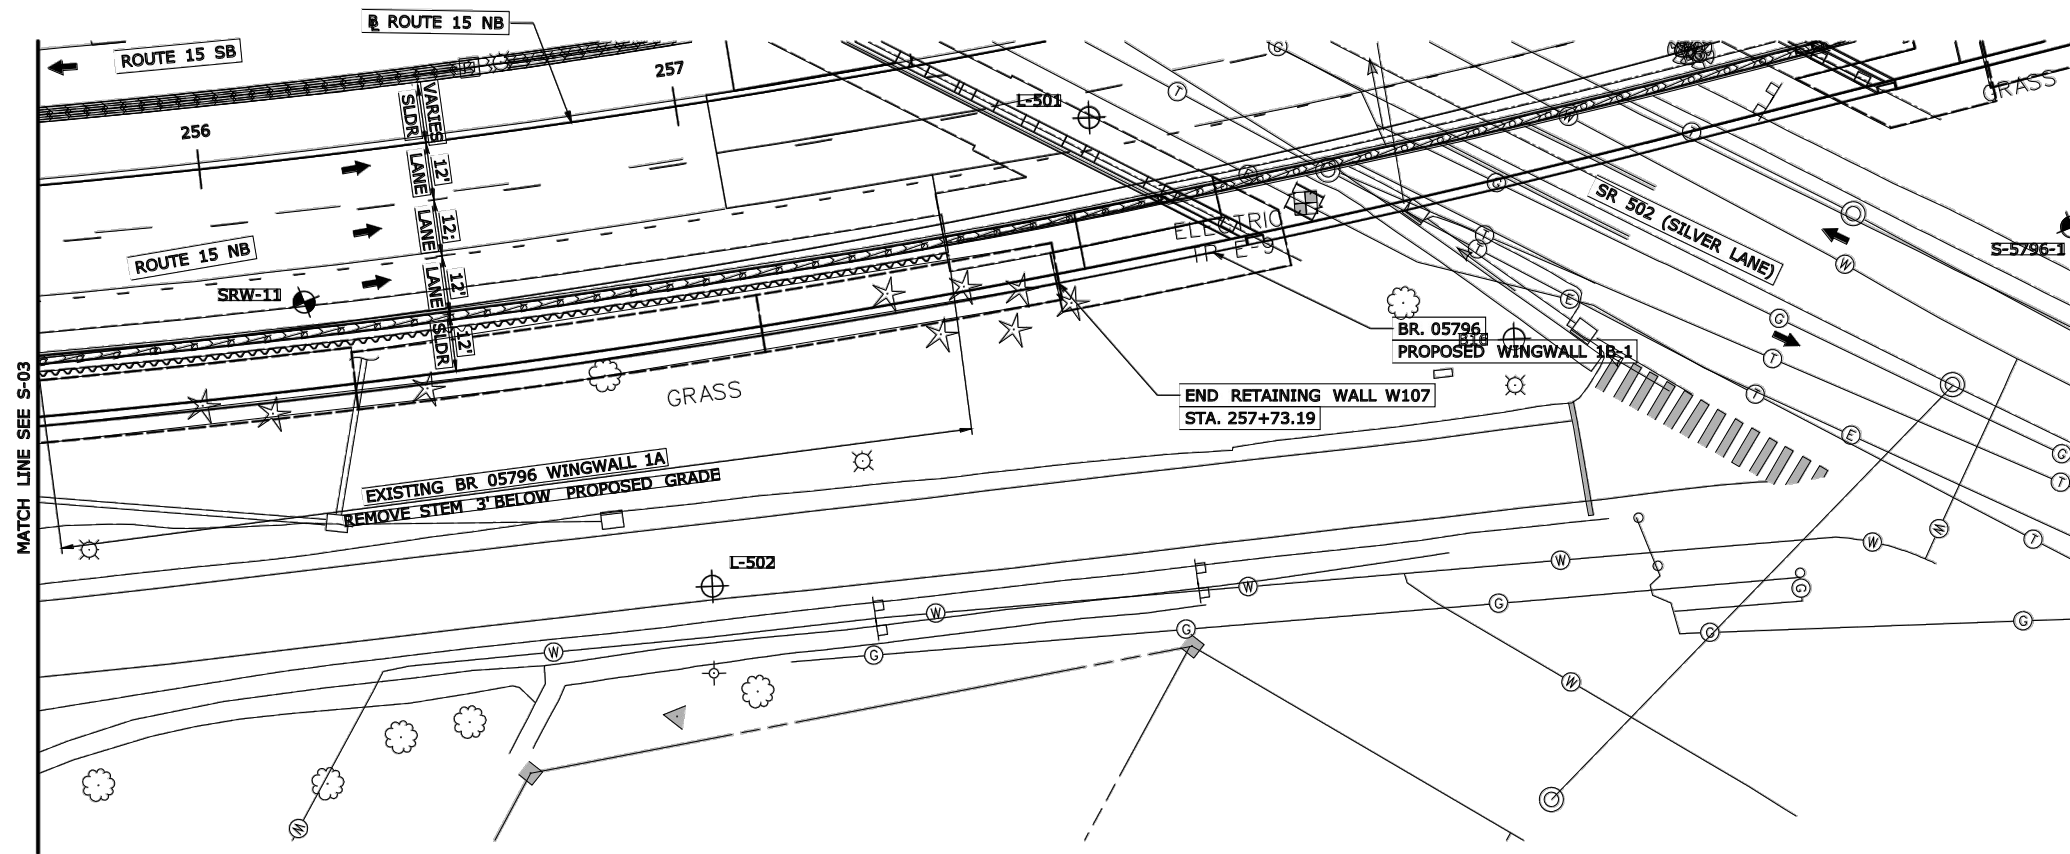 ℞ ROUTE 15 NB
ROUTE 15 SB
257
256
VARIES
SLDR
12'
LANE
12'
LANE
12'
LANE
12'
SLDR
ROUTE 15 NB
SRW-11
L-501
GRASS
ELECTRIC
TR E-9
SR 502 (SILVER LANE)
S-5796-1
BR. 05796
PROPOSED WINGWALL 1B-1
END RETAINING WALL W107
STA. 257+73.19
GRASS
MATCH LINE SEE S-03
EXISTING BR 05796 WINGWALL 1A
REMOVE STEM 3' BELOW PROPOSED GRADE
L-502
G
T
W
T
G
G
T
T
W
E
G
T
T
E
G
T
T
W
W
W
W
W
W
G
G
G
G
G
G
W
W